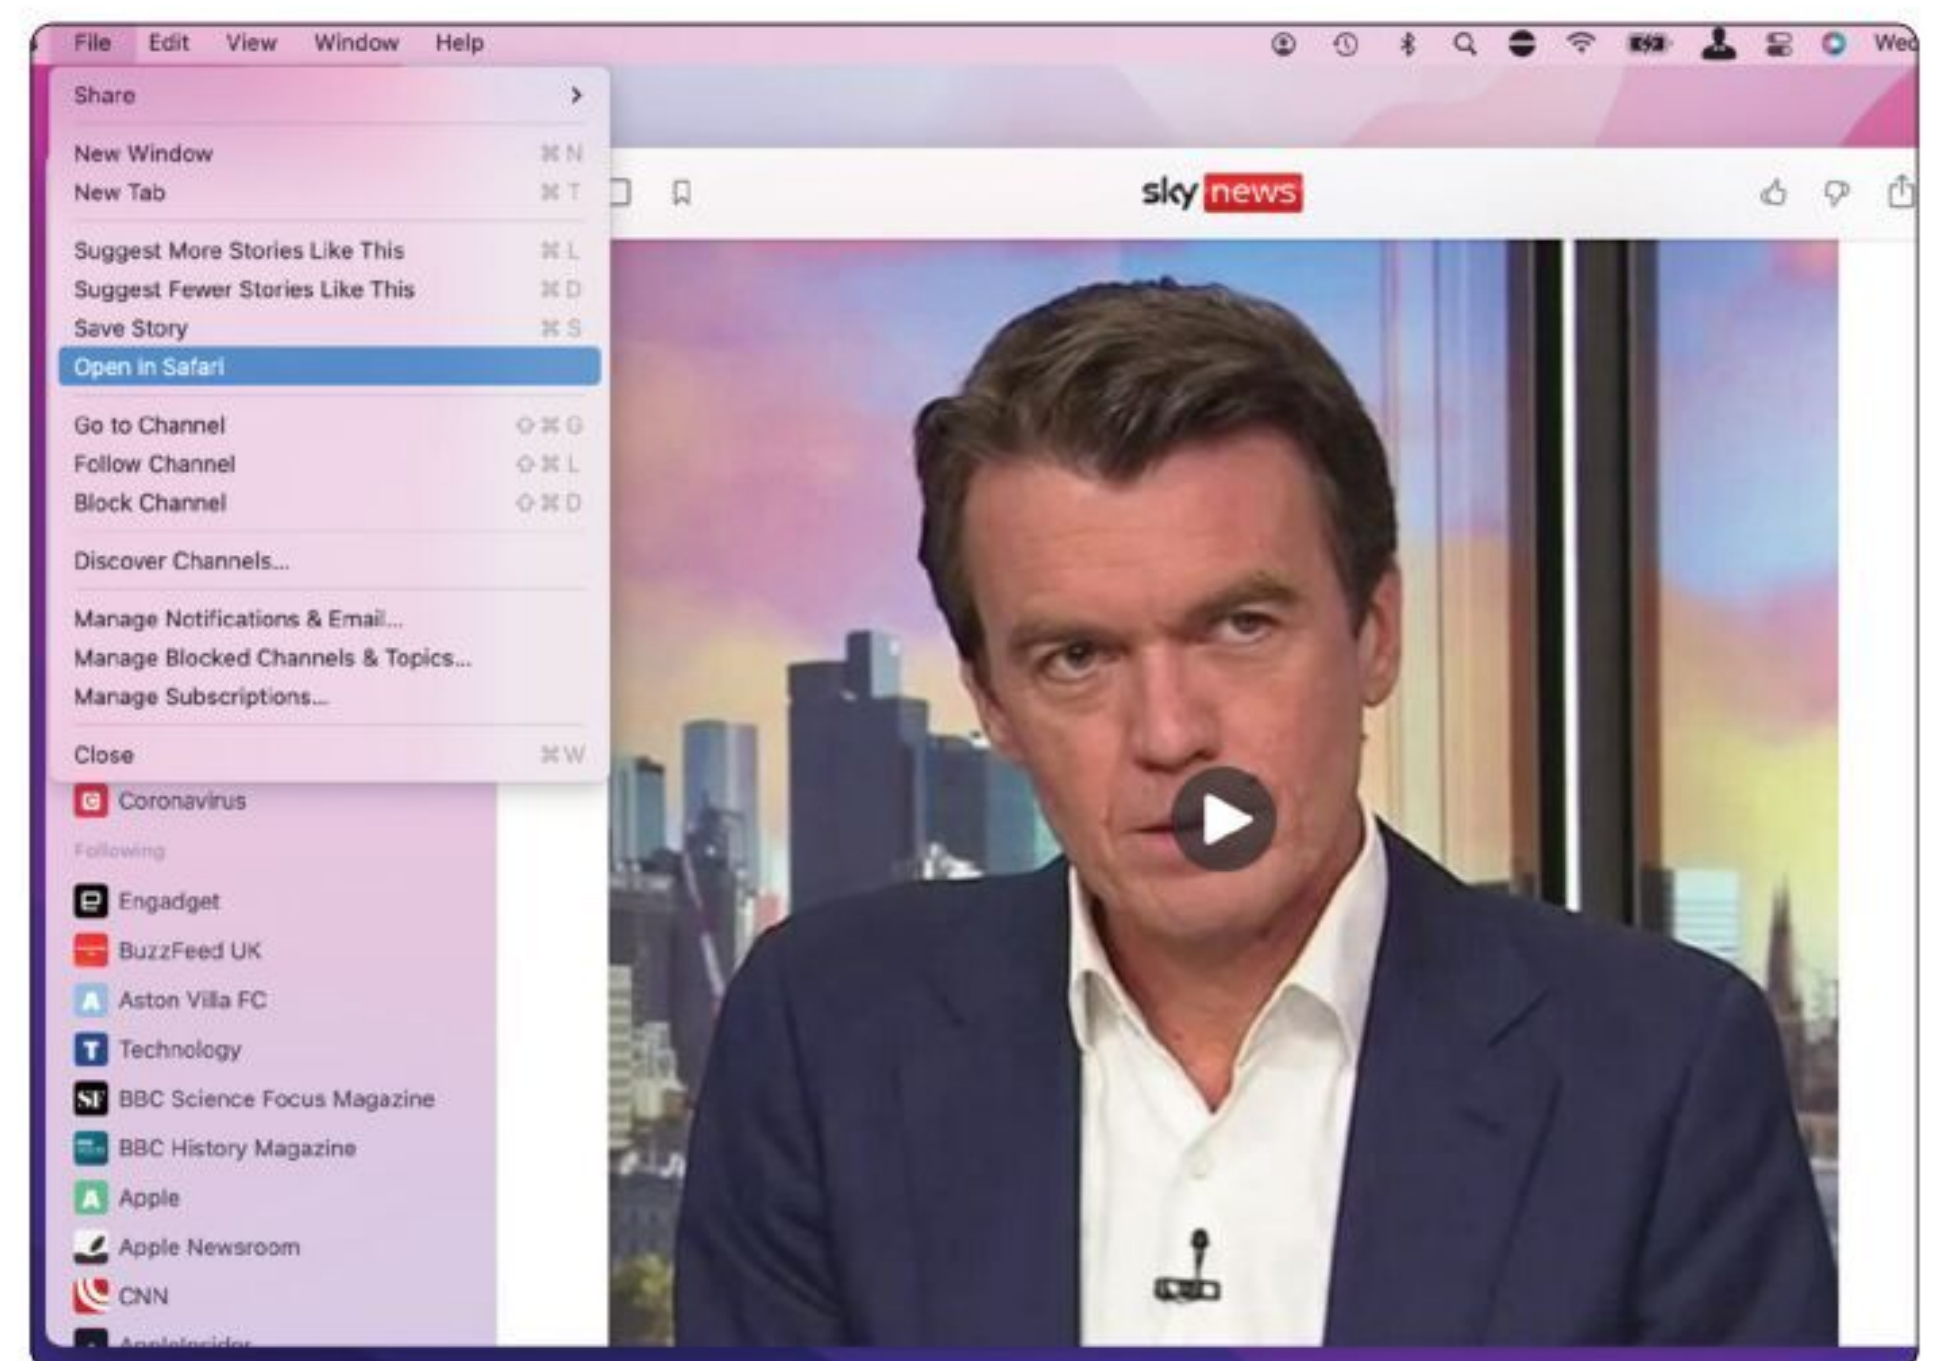 File Edit View Window Help Wed
Share
New Window ⌘ N
New Tab ⌘ T
Suggest More Stories Like This ⌘ L
Suggest Fewer Stories Like This ⌘ D
Save Story ⌘ S
Open in Safari
Go to Channel ⇧ ⌘ G
Follow Channel ⇧ ⌘ L
Block Channel ⇧ ⌘ D
Discover Channels...
Manage Notifications & Email...
Manage Blocked Channels & Topics...
Manage Subscriptions...
Close ⌘ W
sky news
Coronavirus
Following
Engadget
BuzzFeed UK
A Aston Villa FC
T Technology
SF BBC Science Focus Magazine
BBC History Magazine
A Apple
Apple Newsroom
CNN
AppleInsider